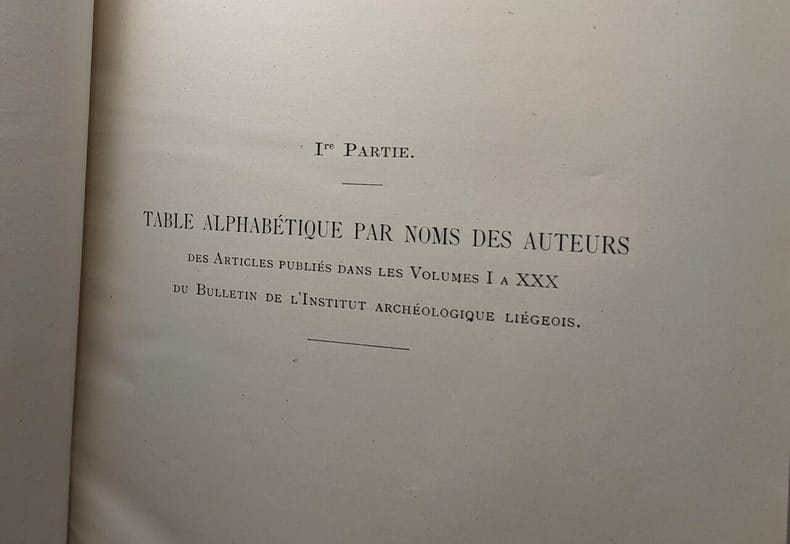 Ire PARTIE.
TABLE ALPHABÉTIQUE PAR NOMS DES AUTEURS
DES ARTICLES PUBLIÉS DANS LES VOLUMES I A XXX
DU BULLETIN DE L'INSTITUT ARCHÉOLOGIQUE LIÉGEOIS.